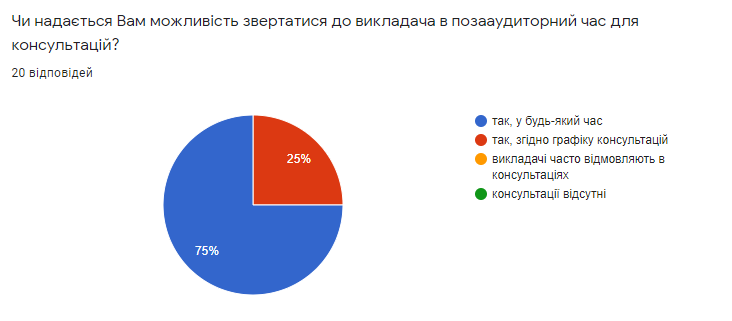 Чи надається Вам можливість звертатися до викладача в позааудиторний час для
консультацій?
20 відповідей
так, у будь-який час
так, згідно графіку консультацій
викладачі часто відмовляють в
консультаціях
консультації відсутні
25%
75%